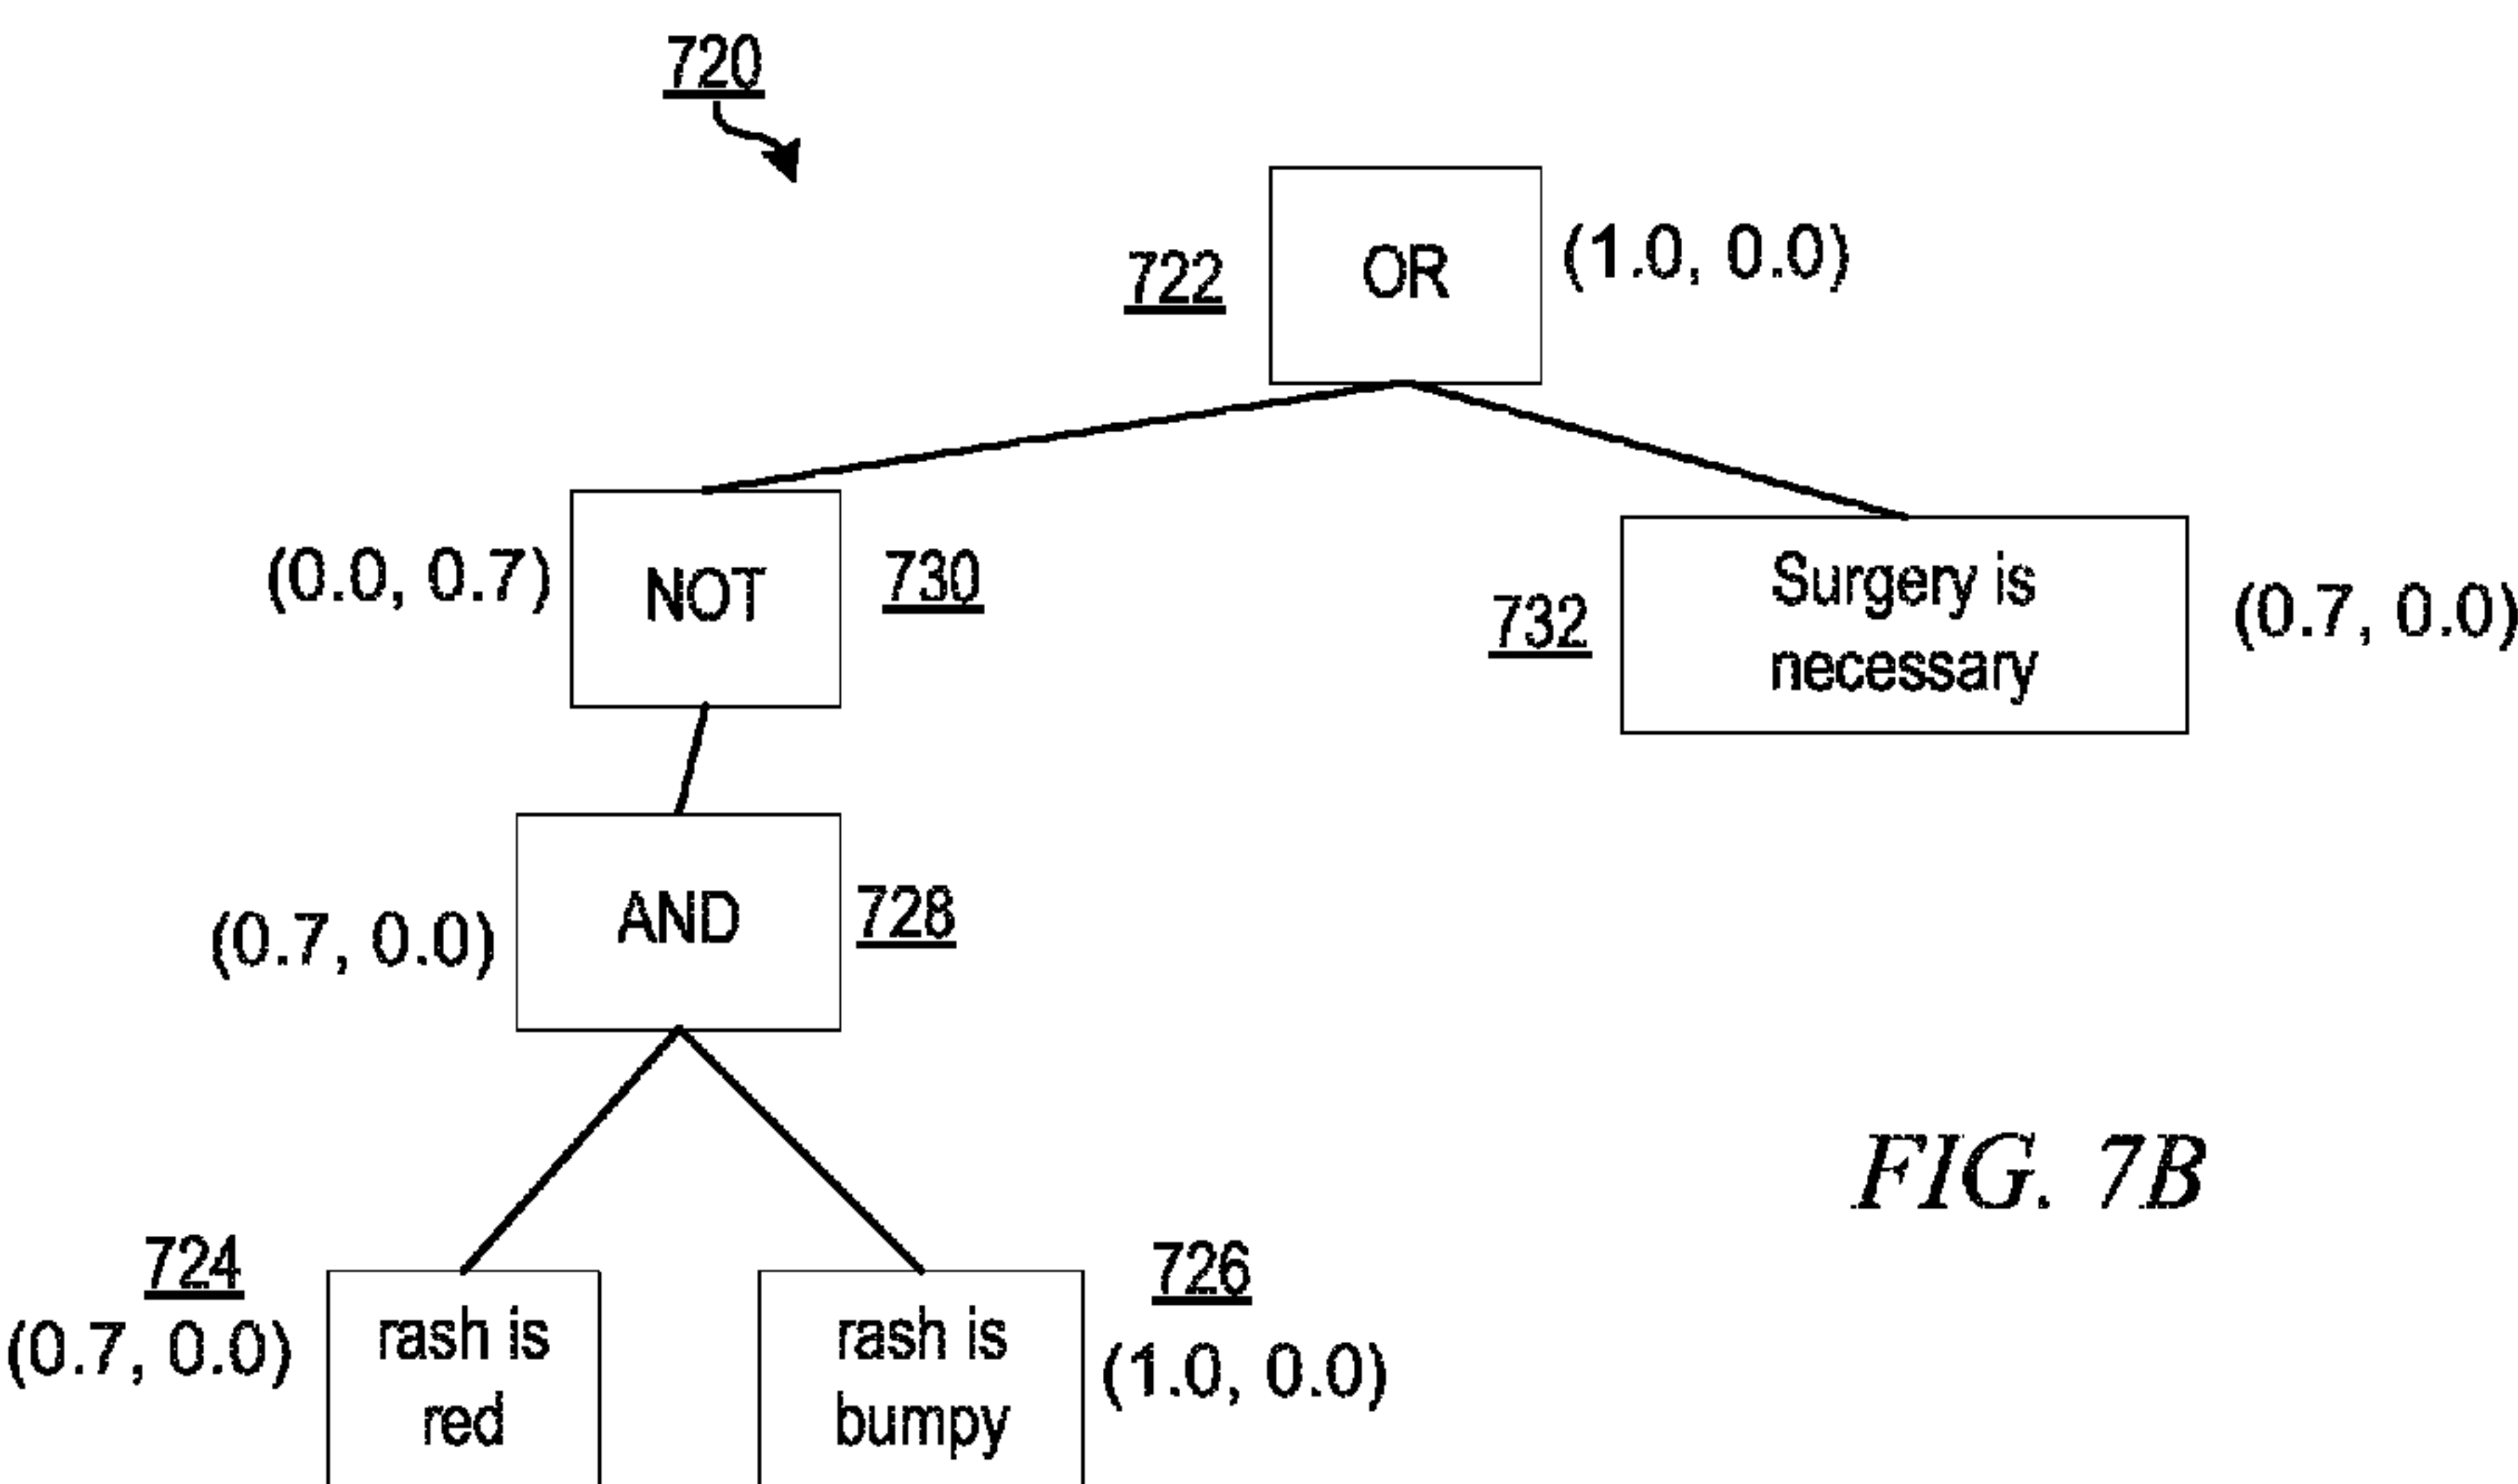 720
722
OR
(1.0, 0.0)
(0.0, 0.7)
NOT
730
732
Surgery is
necessary
(0.7, 0.0)
(0.7, 0.0)
AND
728
FIG. 7B
724
(0.7, 0.0)
rash is
red
rash is
bumpy
726
(1.0, 0.0)